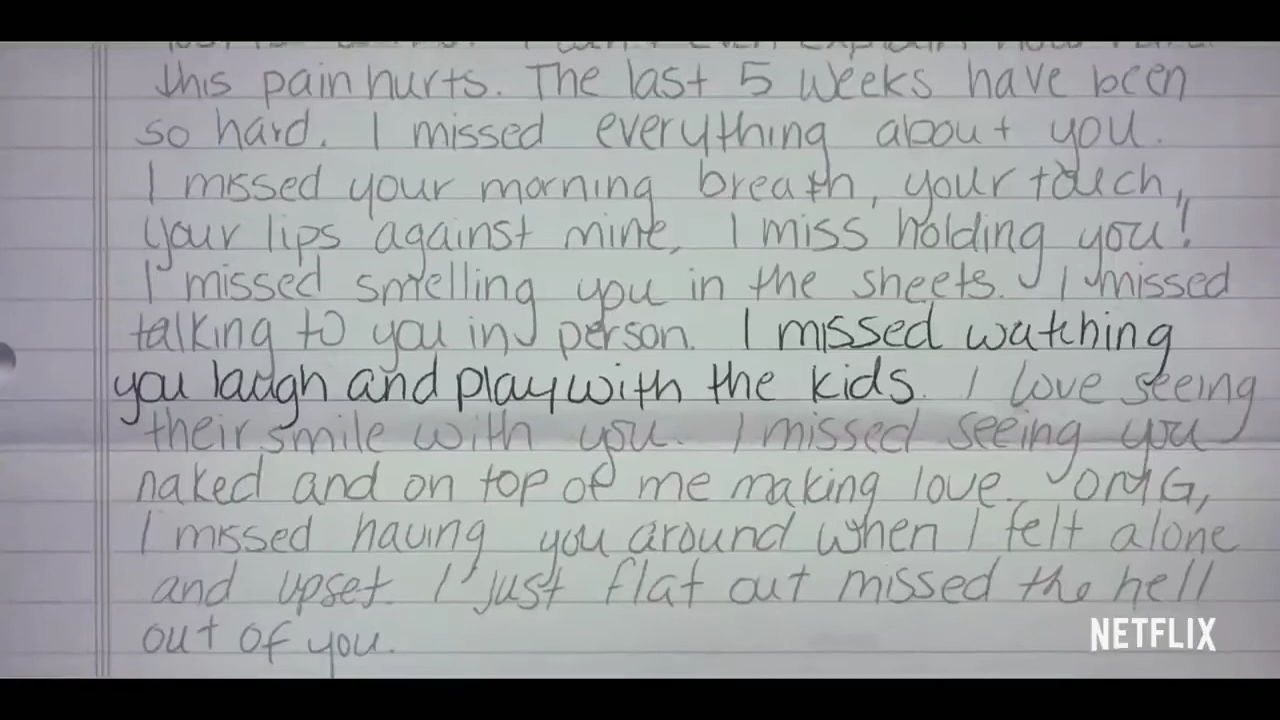 this pain hurts. The last 5 weeks have been
so hard. I missed everything about you.
I missed your morning breath, your touch,
your lips against mine, I miss holding you!
I missed smelling you in the sheets. I missed
talking to you in person. I missed watching
you laugh and play with the kids. I love seeing
their smile with you. I missed seeing you
naked and on top of me making love. OMG,
I missed having you around when I felt alone
and upset. I just flat out missed the hell
out of you.
NETFLIX